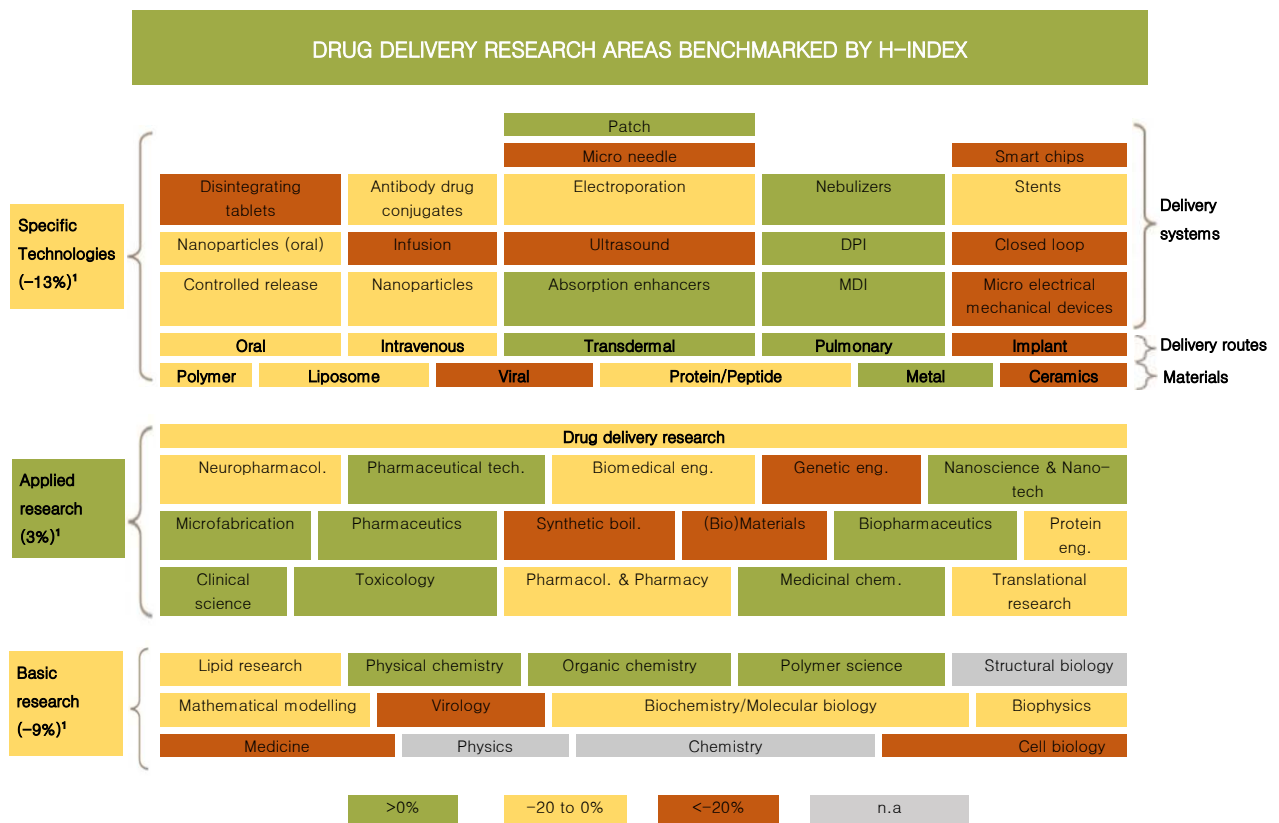 DRUG DELIVERY RESEARCH AREAS BENCHMARKED BY H-INDEX
Patch
Micro needle
Smart chips
Disintegrating
tablets
Antibody drug
conjugates
Electroporation
Nebulizers
Stents
Specific
Technologies
(-13%)¹
Delivery
systems
Nanoparticles (oral)
Infusion
Ultrasound
DPI
Closed loop
Controlled release
Nanoparticles
Absorption enhancers
MDI
Micro electrical
mechanical devices
Oral
Intravenous
Transdermal
Pulmonary
Implant
Delivery routes
Polymer
Liposome
Viral
Protein/Peptide
Metal
Ceramics
Materials
Drug delivery research
Applied
research
(3%)¹
Neuropharmacol.
Pharmaceutical tech.
Biomedical eng.
Genetic eng.
Nanoscience & Nano-
tech
Microfabrication
Pharmaceutics
Synthetic boil.
(Bio)Materials
Biopharmaceutics
Protein
eng.
Clinical
science
Toxicology
Pharmacol. & Pharmacy
Medicinal chem.
Translational
research
Basic
research
(-9%)¹
Lipid research
Physical chemistry
Organic chemistry
Polymer science
Structural biology
Mathematical modelling
Virology
Biochemistry/Molecular biology
Biophysics
Medicine
Physics
Chemistry
Cell biology
>0%
-20 to 0%
<-20%
n.a